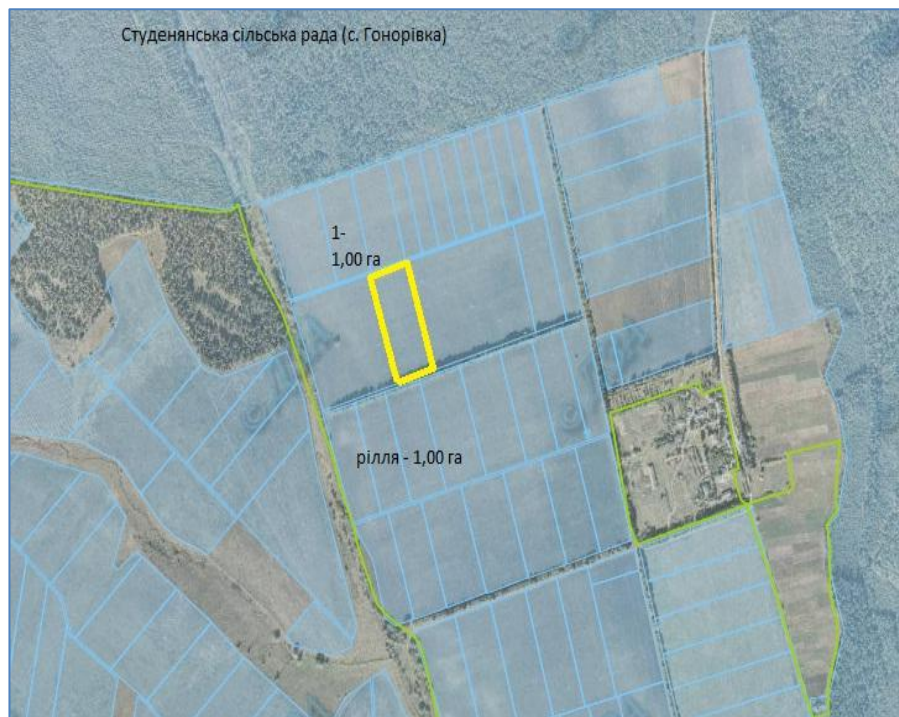 Студенянська сільська рада (с. Гонорівка)
1-
1,00 га
рілля - 1,00 га